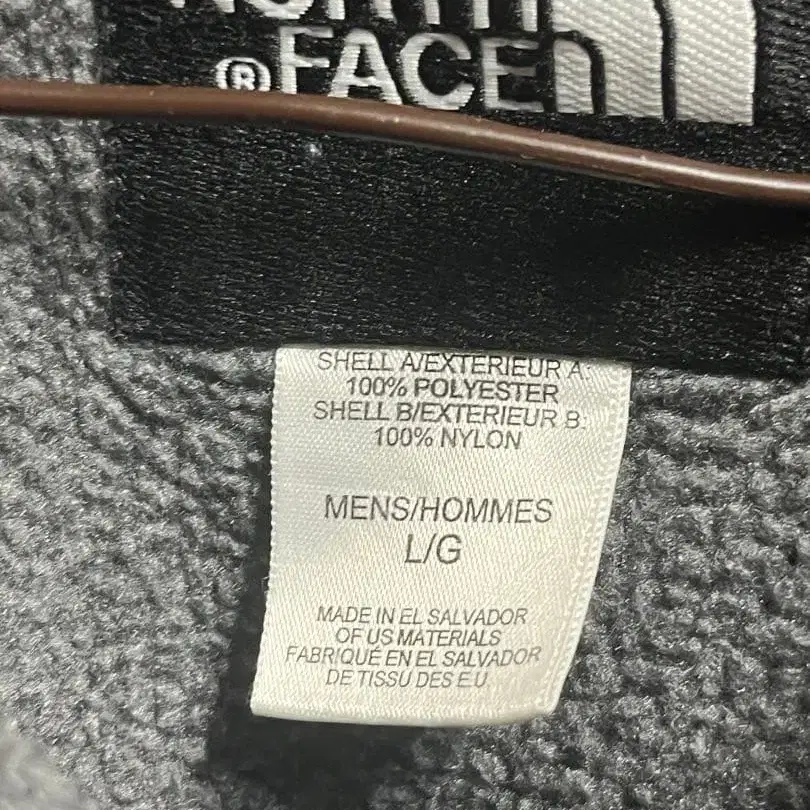 NORTH
® FACE
SHELL A/EXTERIEUR A:
100% POLYESTER
SHELL B/EXTERIEUR B:
100% NYLON
MENS/HOMMES
L/G
MADE IN EL SALVADOR
OF US MATERIALS
FABRIQUÉ EN EL SALVADOR
DE TISSU DES E.U